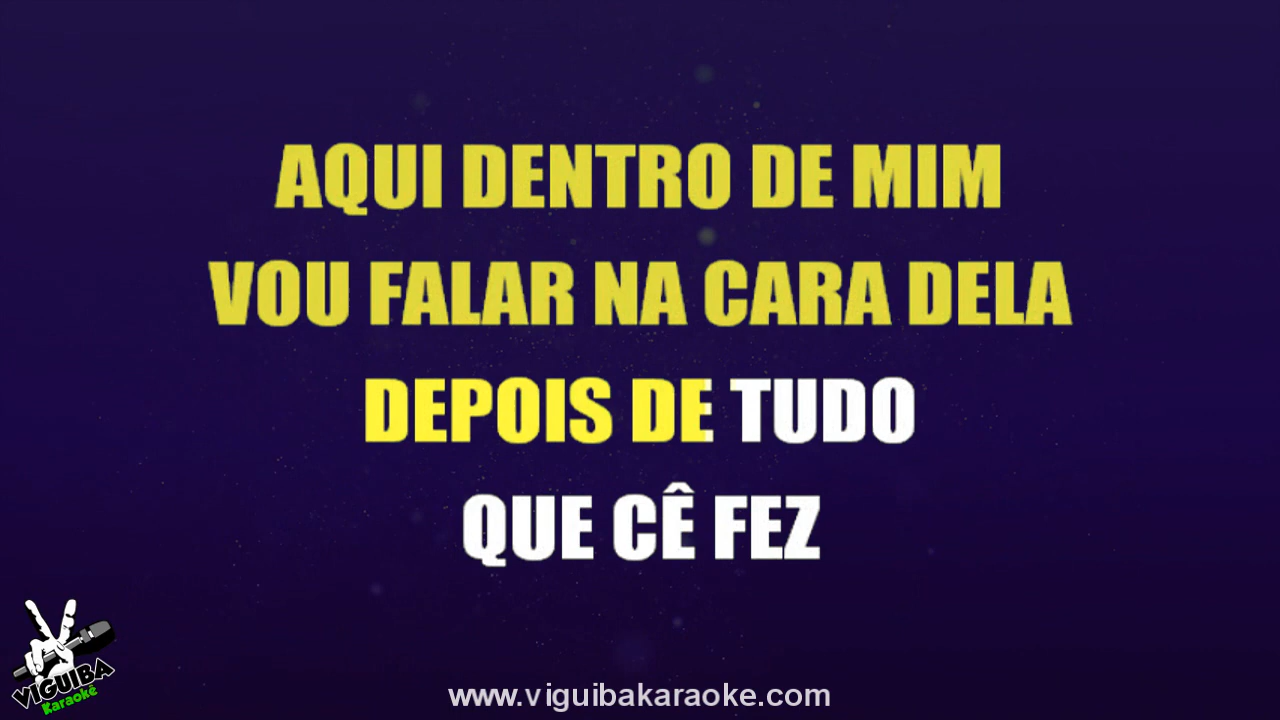 AQUI DENTRO DE MIM
VOU FALAR NA CARA DELA
DEPOIS DE TUDO
QUE CÊ FEZ
VIGUIBA
Karaokê
www.viguibakaraoke.com